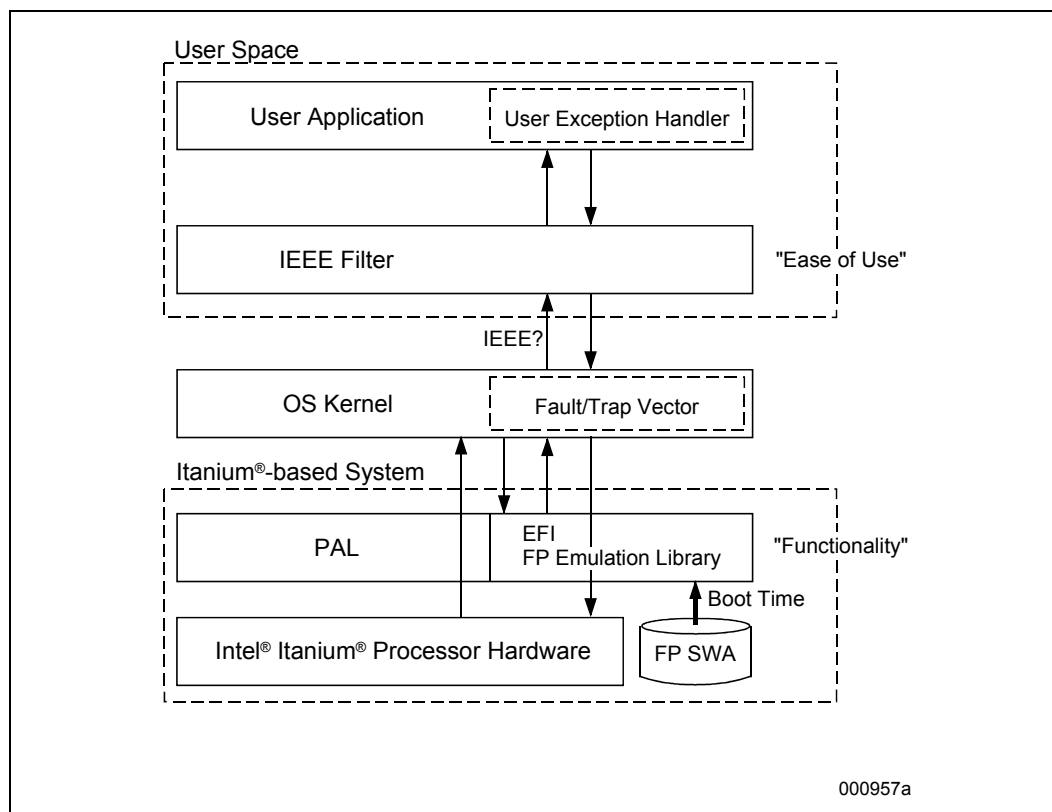 User Space
User Application
User Exception Handler
IEEE Filter
"Ease of Use"
IEEE?
OS Kernel
Fault/Trap Vector
Itanium®-based System
PAL
EFI
FP Emulation Library
"Functionality"
Boot Time
Intel® Itanium® Processor Hardware
FP SWA
000957a